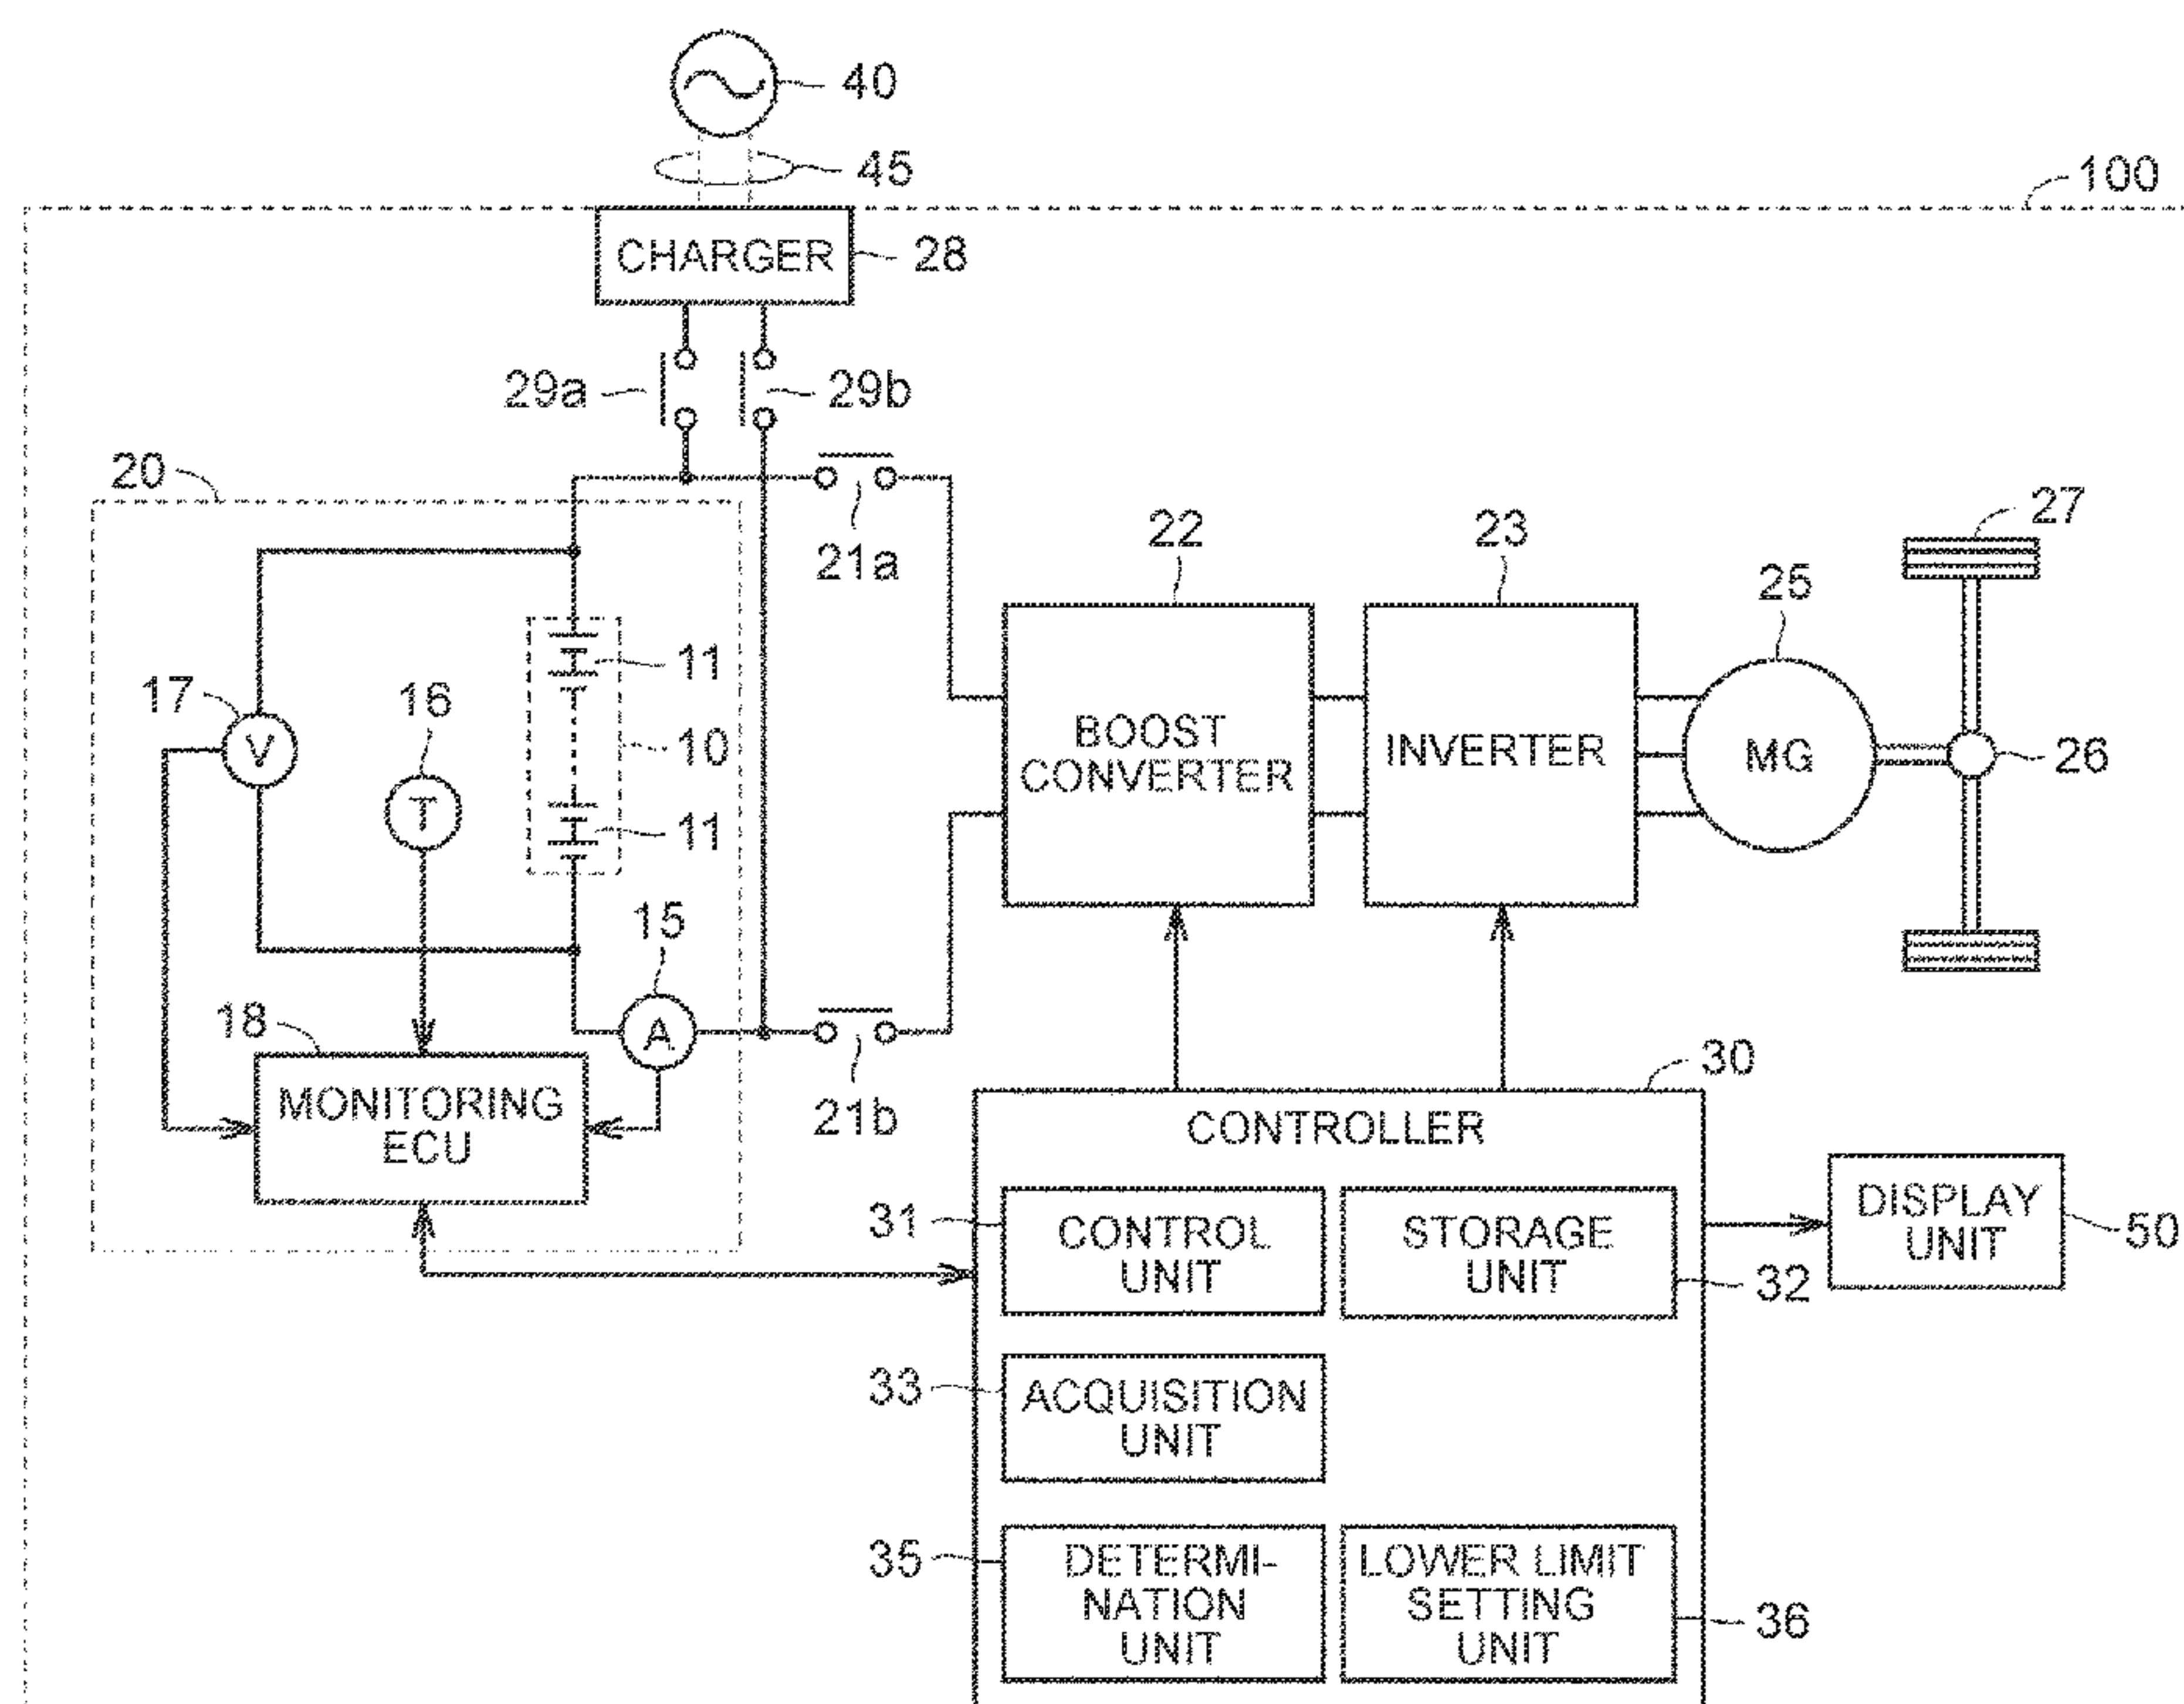 40
45
100
CHARGER
28
29a
29b
20
21a
22
23
27
25
17
16
11
10
11
V
T
BOOST
CONVERTER
INVERTER
MG
26
15
A
18
MONITORING
ECU
21b
30
CONTROLLER
31
CONTROL
UNIT
STORAGE
UNIT
32
DISPLAY
UNIT
50
33
ACQUISITION
UNIT
35
DETERMI-
NATION
UNIT
LOWER LIMIT
SETTING
UNIT
36